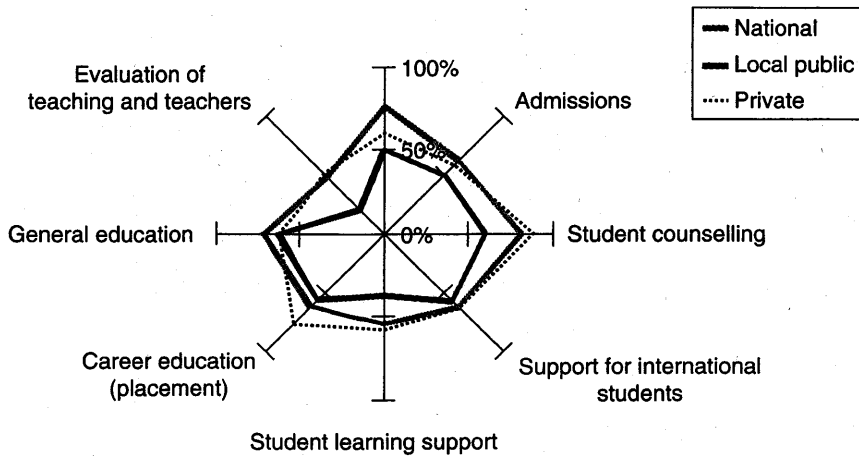 National
Local public
Private
100%
Evaluation of
teaching and teachers
Admissions
50%
General education
0%
Student counselling
Career education
(placement)
Support for international
students
Student learning support